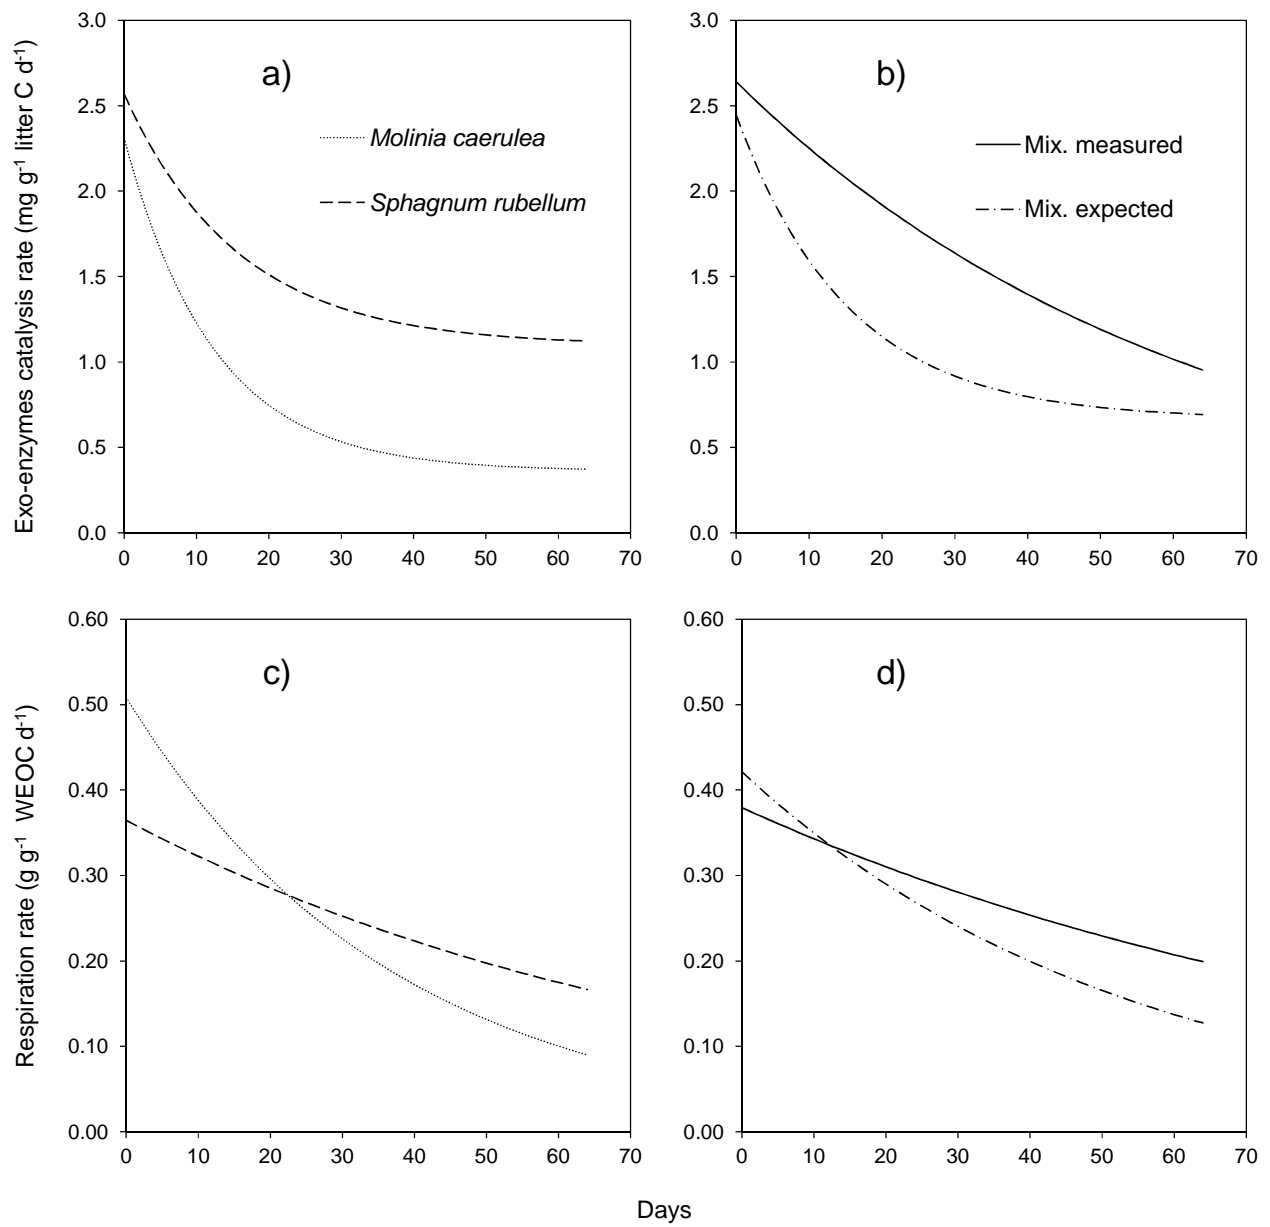 Exo-enzymes catalysis rate (mg g-1 litter C d-1)
3.0
2.5
2.0
1.5
1.0
0.5
0.0
0 10 20 30 40 50 60 70
a)
Molinia caerulea
Sphagnum rubellum
3.0
2.5
2.0
1.5
1.0
0.5
0.0
0 10 20 30 40 50 60 70
b)
Mix. measured
Mix. expected
Respiration rate (g g-1 WEOC d-1)
0.60
0.50
0.40
0.30
0.20
0.10
0.00
0 10 20 30 40 50 60 70
c)
0.60
0.50
0.40
0.30
0.20
0.10
0.00
0 10 20 30 40 50 60 70
d)
Days